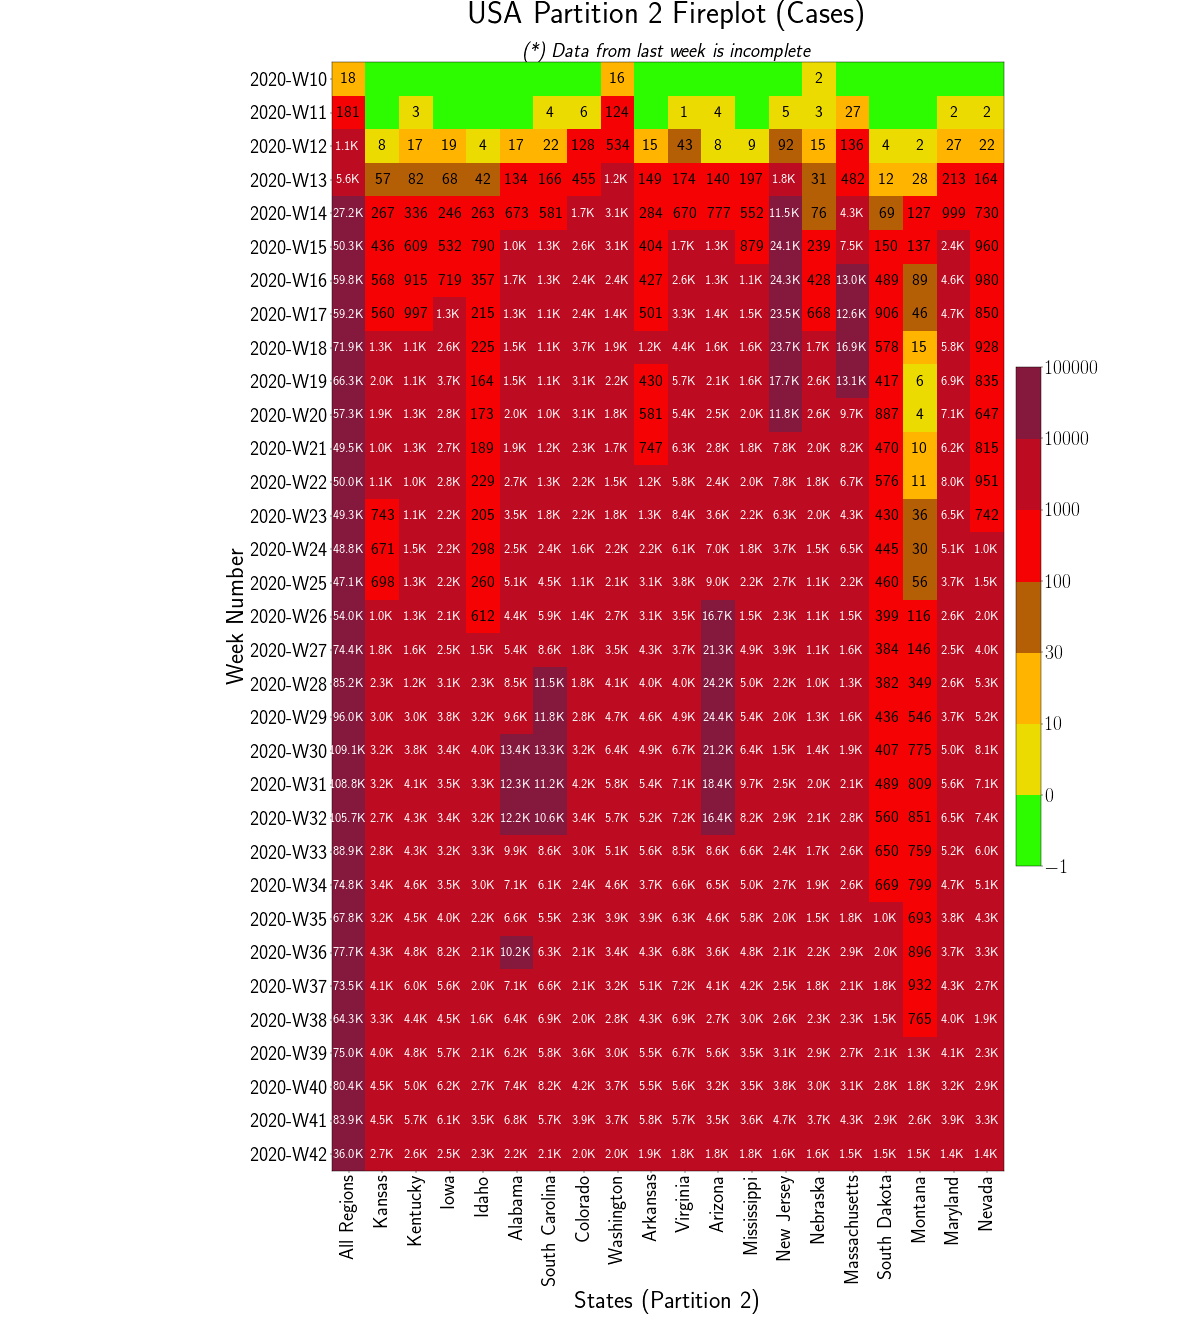 USA Partition 2 Fireplot (Cases)
(*) Data from last week is incomplete
2020-W10 18 16 2
2020-W11 181 3 4 6 124 1 4 5 3 27 2 2
2020-W12 1.1K 8 17 19 4 17 22 128 534 15 43 8 9 92 15 136 4 2 27 22
2020-W13 5.6K 57 82 68 42 134 166 455 1.2K 149 174 140 197 1.8K 31 482 12 28 213 164
2020-W14 27.2K 267 336 246 263 673 581 1.7K 3.1K 284 670 777 552 11.5K 76 4.3K 69 127 999 730
2020-W15 50.3K 436 609 532 790 1.0K 1.3K 2.6K 3.1K 404 1.7K 1.3K 879 24.1K 239 7.5K 150 137 2.4K 960
2020-W16 59.8K 568 915 719 357 1.7K 1.3K 2.4K 2.4K 427 2.6K 1.3K 1.1K 24.3K 428 13.0K 489 89 4.6K 980
2020-W17 59.2K 560 997 1.3K 215 1.3K 1.1K 2.4K 1.4K 501 3.3K 1.4K 1.5K 23.5K 668 12.6K 906 46 4.7K 850
2020-W18 71.9K 1.3K 1.1K 2.6K 225 1.5K 1.1K 3.7K 1.9K 1.2K 4.4K 1.6K 1.6K 23.7K 1.7K 16.9K 578 15 5.8K 928
2020-W19 66.3K 2.0K 1.1K 3.7K 164 1.5K 1.1K 3.1K 2.2K 430 5.7K 2.1K 1.6K 17.7K 2.6K 13.1K 417 6 6.9K 835
2020-W20 57.3K 1.9K 1.3K 2.8K 173 2.0K 1.0K 3.1K 1.8K 581 5.4K 2.5K 2.0K 11.8K 2.6K 9.7K 887 4 7.1K 647
2020-W21 49.5K 1.0K 1.3K 2.7K 189 1.9K 1.2K 2.3K 1.7K 747 6.3K 2.8K 1.8K 7.8K 2.0K 8.2K 470 10 6.2K 815
2020-W22 50.0K 1.1K 1.0K 2.8K 229 2.7K 1.3K 2.2K 1.5K 1.2K 5.8K 2.4K 2.0K 7.8K 1.8K 6.7K 576 11 8.0K 951
2020-W23 49.3K 743 1.1K 2.2K 205 3.5K 1.8K 2.2K 1.8K 1.3K 8.4K 3.6K 2.2K 6.3K 2.0K 4.3K 430 36 6.5K 742
2020-W24 48.8K 671 1.5K 2.2K 298 2.5K 2.4K 1.6K 2.2K 2.2K 6.1K 7.0K 1.8K 3.7K 1.5K 6.5K 445 30 5.1K 1.0K
2020-W25 47.1K 698 1.3K 2.2K 260 5.1K 4.5K 1.1K 2.1K 3.1K 3.8K 9.0K 2.2K 2.7K 1.1K 2.2K 460 56 3.7K 1.5K
2020-W26 54.0K 1.0K 1.3K 2.1K 612 4.4K 5.9K 1.4K 2.7K 3.1K 3.5K 16.7K 1.5K 2.3K 1.1K 1.5K 399 116 2.6K 2.0K
2020-W27 74.4K 1.8K 1.6K 2.5K 1.5K 5.4K 8.6K 1.8K 3.5K 4.3K 3.7K 21.3K 4.9K 3.9K 1.1K 1.6K 384 146 2.5K 4.0K
2020-W28 85.2K 2.3K 1.2K 3.1K 2.3K 8.5K 11.5K 1.8K 4.1K 4.0K 4.0K 24.2K 5.0K 2.2K 1.0K 1.3K 382 349 2.6K 5.3K
2020-W29 96.0K 3.0K 3.0K 3.8K 3.2K 9.6K 11.8K 2.8K 4.7K 4.6K 4.9K 24.4K 5.4K 2.0K 1.3K 1.6K 436 546 3.7K 5.2K
2020-W30 109.1K 3.2K 3.8K 3.4K 4.0K 13.4K 13.3K 3.2K 6.4K 4.9K 6.7K 21.2K 6.4K 1.5K 1.4K 1.9K 407 775 5.0K 8.1K
2020-W31 108.8K 3.2K 4.1K 3.5K 3.3K 12.3K 11.2K 4.2K 5.8K 5.4K 7.1K 18.4K 9.7K 2.5K 2.0K 2.1K 489 809 5.6K 7.1K
2020-W32 105.7K 2.7K 4.3K 3.4K 3.2K 12.2K 10.6K 3.4K 5.7K 5.2K 7.2K 16.4K 8.2K 2.9K 2.1K 2.8K 560 851 6.5K 7.4K
2020-W33 88.9K 2.8K 4.3K 3.2K 3.3K 9.9K 8.6K 3.0K 5.1K 5.6K 8.5K 8.6K 6.6K 2.4K 1.7K 2.6K 650 759 5.2K 6.0K
2020-W34 74.8K 3.4K 4.6K 3.5K 3.0K 7.1K 6.1K 2.4K 4.6K 3.7K 6.6K 6.5K 5.0K 2.7K 1.9K 2.6K 669 799 4.7K 5.1K
2020-W35 67.8K 3.2K 4.5K 4.0K 2.2K 6.6K 5.5K 2.3K 3.9K 3.9K 6.3K 4.6K 5.8K 2.0K 1.5K 1.8K 1.0K 693 3.8K 4.3K
2020-W36 77.7K 4.3K 4.8K 8.2K 2.1K 10.2K 6.3K 2.1K 3.4K 4.3K 6.8K 3.6K 4.8K 2.1K 2.2K 2.9K 2.0K 896 3.7K 3.3K
2020-W37 73.5K 4.1K 6.0K 5.6K 2.0K 7.1K 6.6K 2.1K 3.2K 5.1K 7.2K 4.1K 4.2K 2.5K 1.8K 2.1K 1.8K 932 4.3K 2.7K
2020-W38 64.3K 3.3K 4.4K 4.5K 1.6K 6.4K 6.9K 2.0K 2.8K 4.3K 6.9K 2.7K 3.0K 2.6K 2.3K 2.3K 1.5K 765 4.0K 1.9K
2020-W39 75.0K 4.0K 4.8K 5.7K 2.1K 6.2K 5.8K 3.6K 3.0K 5.5K 6.7K 5.6K 3.5K 3.1K 2.9K 2.7K 2.1K 1.3K 4.1K 2.3K
2020-W40 80.4K 4.5K 5.0K 6.2K 2.7K 7.4K 8.2K 4.2K 3.7K 5.5K 5.6K 3.2K 3.5K 3.8K 3.0K 3.1K 2.8K 1.8K 3.2K 2.9K
2020-W41 83.9K 4.5K 5.7K 6.1K 3.5K 6.8K 5.7K 3.9K 3.7K 5.8K 5.7K 3.5K 3.6K 4.7K 3.7K 4.3K 2.9K 2.6K 3.9K 3.3K
2020-W42 36.0K 2.7K 2.6K 2.5K 2.3K 2.2K 2.1K 2.0K 2.0K 1.9K 1.8K 1.8K 1.8K 1.6K 1.6K 1.5K 1.5K 1.5K 1.4K 1.4K
Week Number
All Regions
Kansas
Kentucky
Iowa
Idaho
Alabama
South Carolina
Colorado
Washington
Arkansas
Virginia
Arizona
Mississippi
New Jersey
Nebraska
Massachusetts
South Dakota
Montana
Maryland
Nevada
States (Partition 2)
100000
10000
1000
100
30
10
0
−1